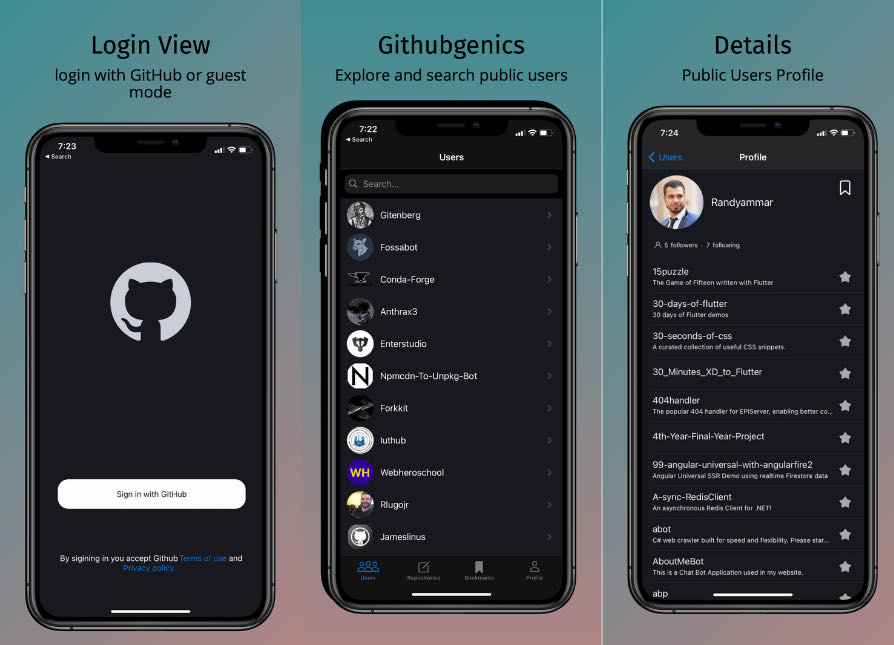 Login View
login with GitHub or guest
mode
7:23
Search
Sign in with GitHub
By sigining in you accept Github Terms of use and
Privacy policy.
Githubgenics
Explore and search public users
7:22
Search
Users
Search...
Gitenberg
Fossabot
Conda-Forge
Anthrax3
Enterstudio
Npmcdn-To-Unpkg-Bot
Forkkit
Iuthub
WH Webheroschool
Rlugojr
Jameslinus
Users Repositories Bookmarks Profile
Details
Public Users Profile
7:24
Users Profile
Randyammar
5 followers . 7 following
15puzzle
The Game of Fifteen written with Flutter
30-days-of-flutter
30 days of Flutter demos
30-seconds-of-css
A curated collection of useful CSS snippets.
30_Minutes_XD_to_Flutter
404handler
The popular 404 handler for EPiServer, enabling better co...
4th-Year-Final-Year-Project
99-angular-universal-with-angularfire2
Angular Universal SSR Demo using realtime Firestore data
A-sync-RedisClient
An asynchronous Redis Client for .NET!
abot
C# web crawler built for speed and flexibility. Please star...
AboutMeBot
This is a Chat Bot Application used in my website.
abp